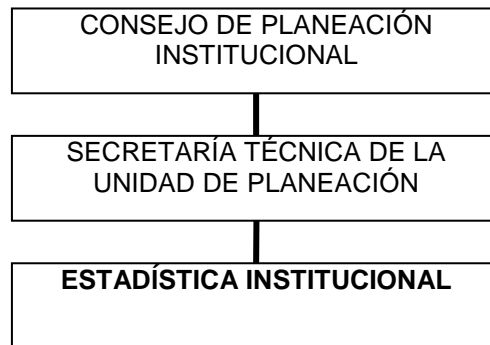 CONSEJO DE PLANEACIÓN
INSTITUCIONAL
SECRETARÍA TÉCNICA DE LA
UNIDAD DE PLANEACIÓN
ESTADÍSTICA INSTITUCIONAL